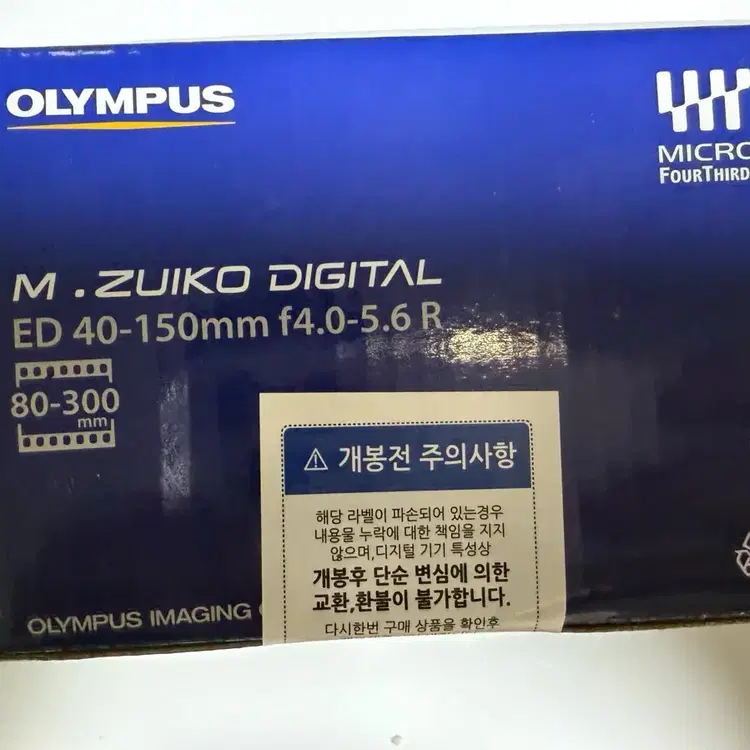 OLYMPUS
MICRO
FOURTHIRD
M.ZUIKO DIGITAL
ED 40-150mm f4.0-5.6 R
80-300
mm
⚠ 개봉전 주의사항
해당 라벨이 파손되어 있는경우
내용물 누락에 대한 책임을 지지
않으며,디지털 기기 특성상
개봉후 단순 변심에 의한
교환,환불이 불가합니다.
다시한번 구매 상품을 확인후
OLYMPUS IMAGING